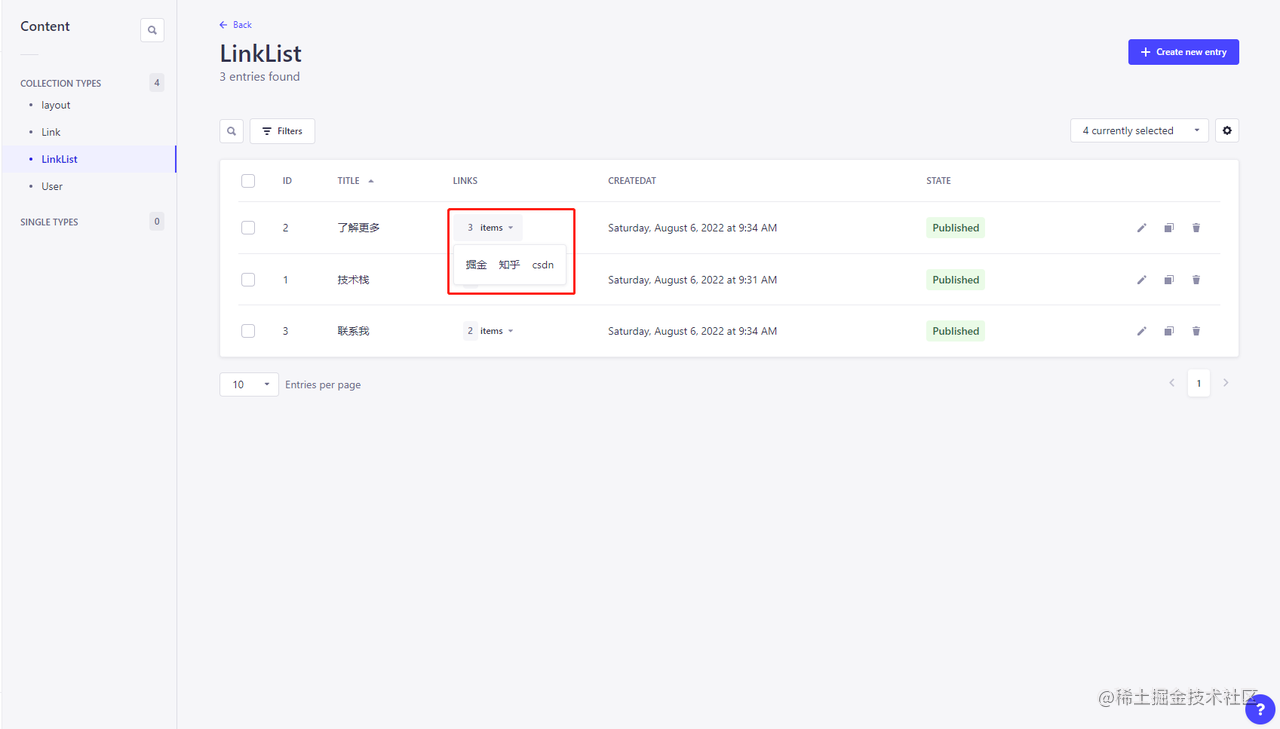 Content
COLLECTION TYPES 4
layout
Link
LinkList
User
SINGLE TYPES 0
Back
LinkList
3 entries found
Create new entry
Filters
4 currently selected
ID TITLE LINKS CREATEDAT STATE
2 了解更多 3 items Saturday, August 6, 2022 at 9:34 AM Published
掘金 知乎 csdn
1 技术栈 Saturday, August 6, 2022 at 9:31 AM Published
3 联系我 2 items Saturday, August 6, 2022 at 9:34 AM Published
10 Entries per page
1
@稀土掘金技术社区
?